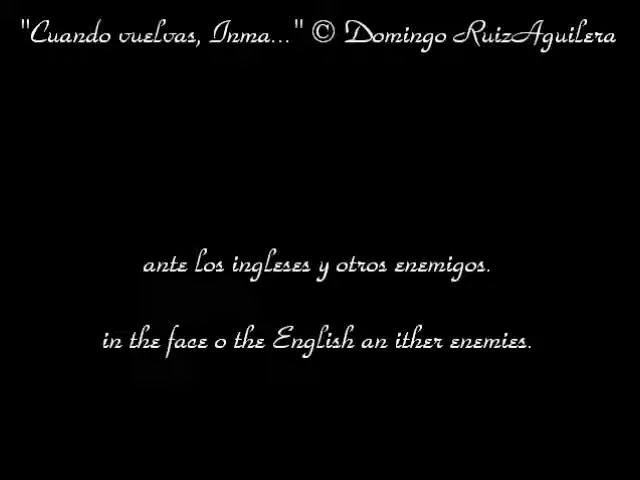 "Cuando vuelvas, Inma..." © Domingo RuizAguilera
ante los ingleses y otros enemigos.
in the face o the English an ither enemies.